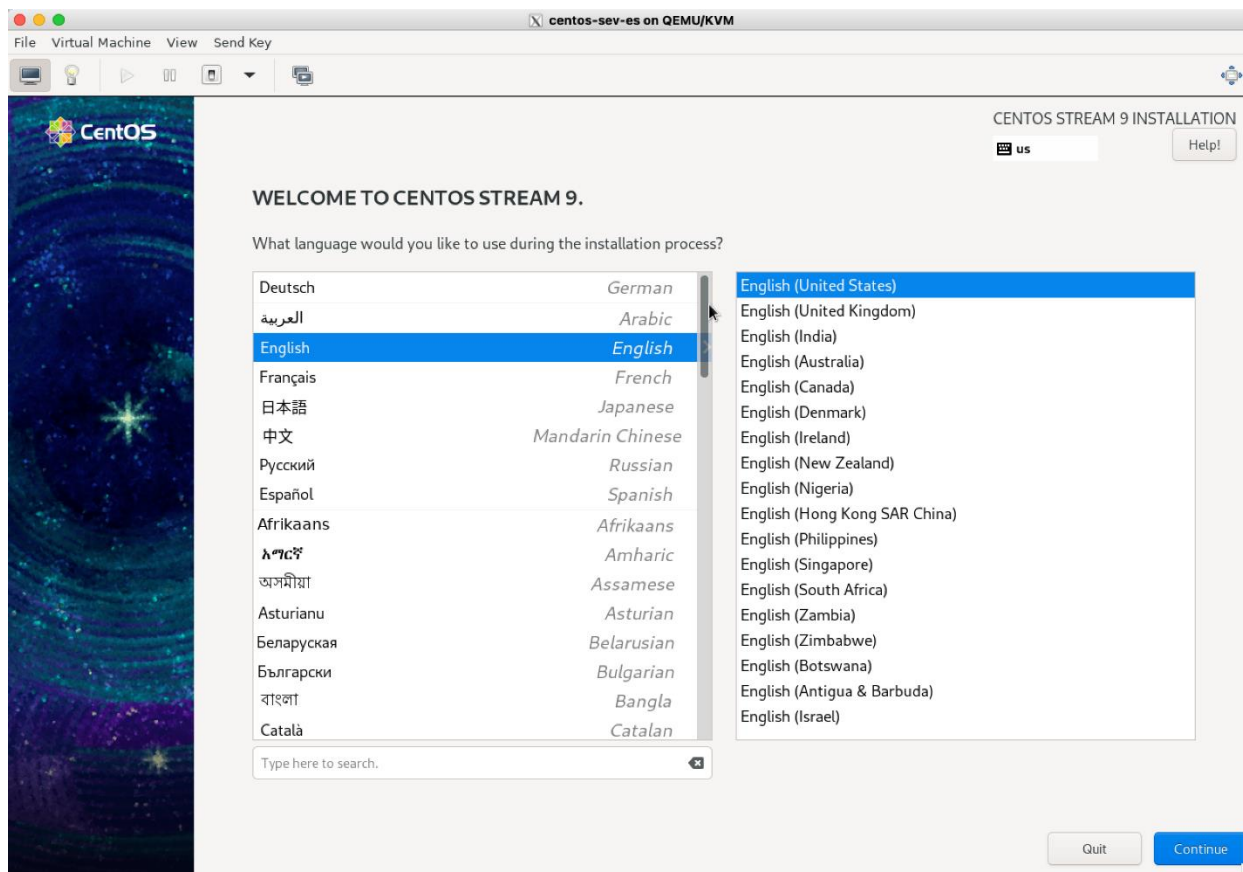 centos-sev-es on QEMU/KVM
File Virtual Machine View Send Key
CentOS
CENTOS STREAM 9 INSTALLATION
us
Help!
WELCOME TO CENTOS STREAM 9.
What language would you like to use during the installation process?
Deutsch German
العربية Arabic
English English
Français French
日本語 Japanese
中文 Mandarin Chinese
Русский Russian
Español Spanish
Afrikaans Afrikaans
አማርኛ Amharic
অসমীয়া Assamese
Asturianu Asturian
Беларуская Belarusian
Български Bulgarian
বাংলা Bangla
Català Catalan
Type here to search.
English (United States)
English (United Kingdom)
English (India)
English (Australia)
English (Canada)
English (Denmark)
English (Ireland)
English (New Zealand)
English (Nigeria)
English (Hong Kong SAR China)
English (Philippines)
English (Singapore)
English (South Africa)
English (Zambia)
English (Zimbabwe)
English (Botswana)
English (Antigua & Barbuda)
English (Israel)
Quit
Continue